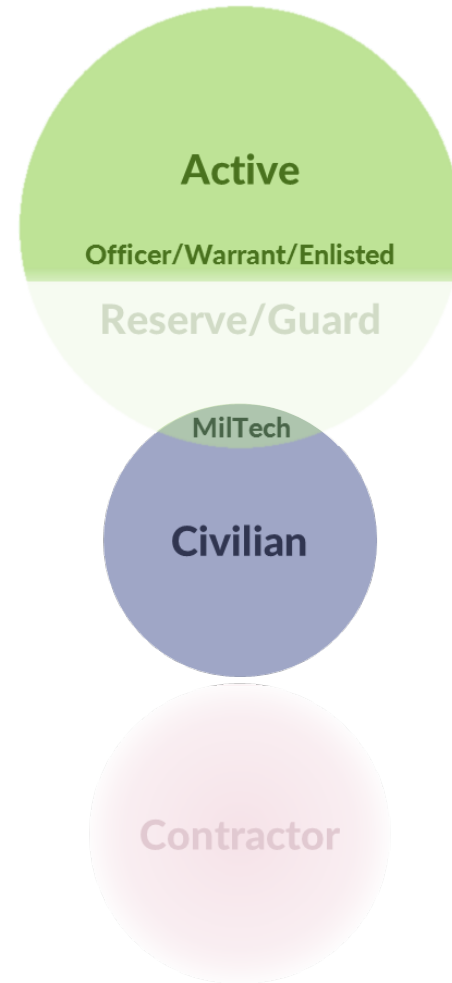 Active
Officer/Warrant/Enlisted
Reserve/Guard
MilTech
Civilian
Contractor